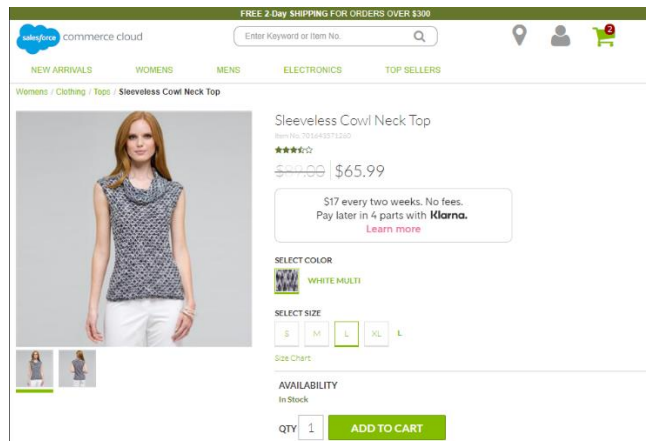 FREE 2-Day SHIPPING FOR ORDERS OVER $300
salesforce commerce cloud
Enter Keyword or Item No.
2
NEW ARRIVALS WOMENS MENS ELECTRONICS TOP SELLERS
Womens / Clothing / Tops / Sleeveless Cowl Neck Top
Sleeveless Cowl Neck Top
Item No. 701643571260
$65.99
$17 every two weeks. No fees.
Pay later in 4 parts with Klarna.
Learn more
SELECT COLOR
WHITE MULTI
SELECT SIZE
S M L XL L
Size Chart
AVAILABILITY
In Stock
QTY 1 ADD TO CART